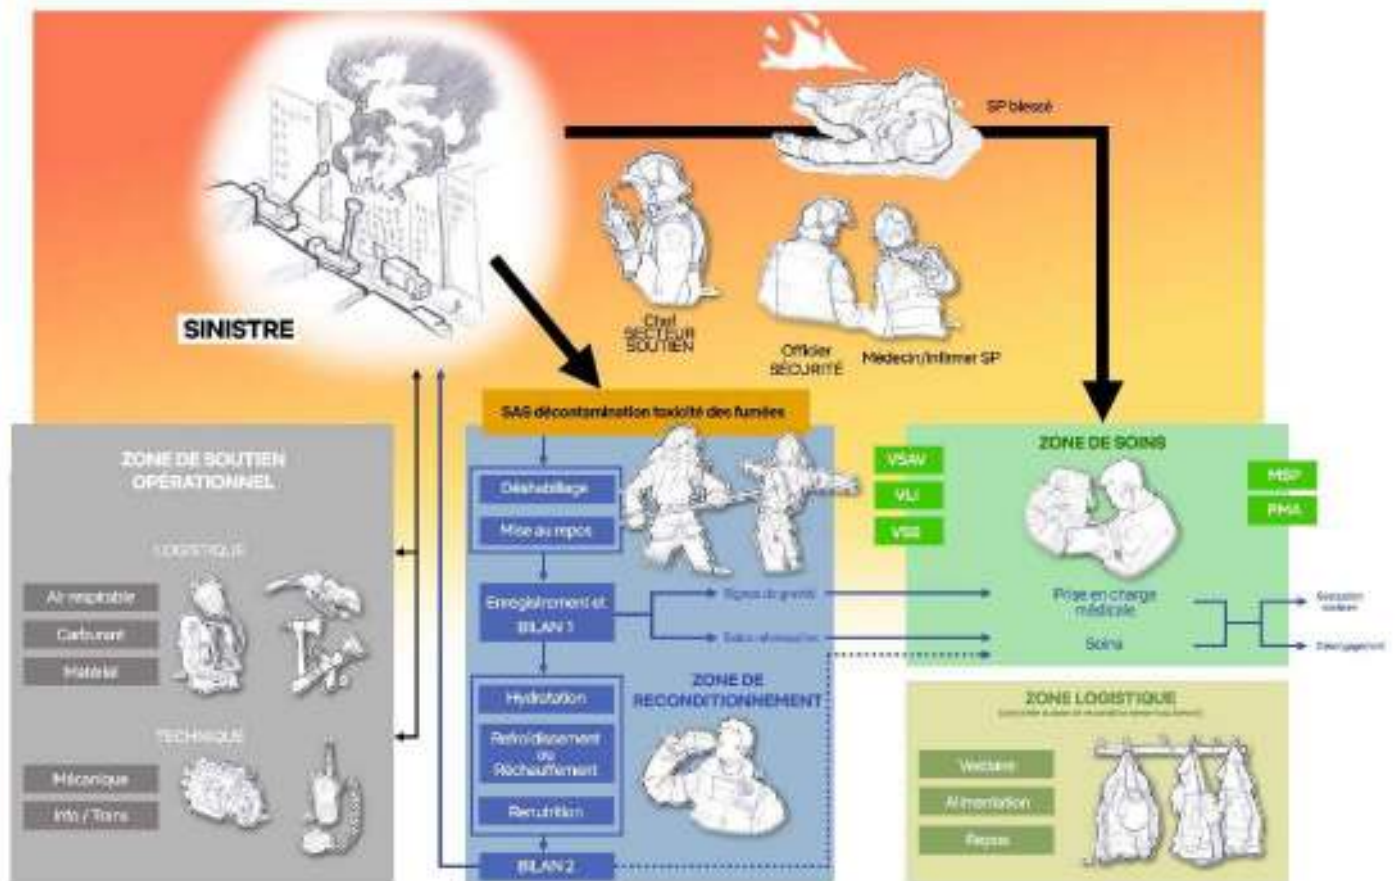 SP blessé
SINISTRE
Chef
SECTEUR
SOUTIEN
Officier
SÉCURITÉ
Médecin/Infirmier SP
SAS décontamination toxicité des fumées
ZONE DE SOUTIEN
OPÉRATIONNEL
LOGISTIQUE
Air respirable
Carburant
Matériel
TECHNIQUE
Mécanique
Info / Trans
Déshabillage
Mise au repos
Enregistrement et
BILAN 1
Signes de gravité
ZONE DE
RECONDITIONNEMENT
Hydratation
Refroidissement
ou
Réchauffement
Renutrition
BILAN 2
VSAV
VLI
VSS
ZONE DE SOINS
MSP
PMA
Prise en charge
médicale
Soins
Désengagement
ZONE LOGISTIQUE
Vestiaire
Alimentation
Repos